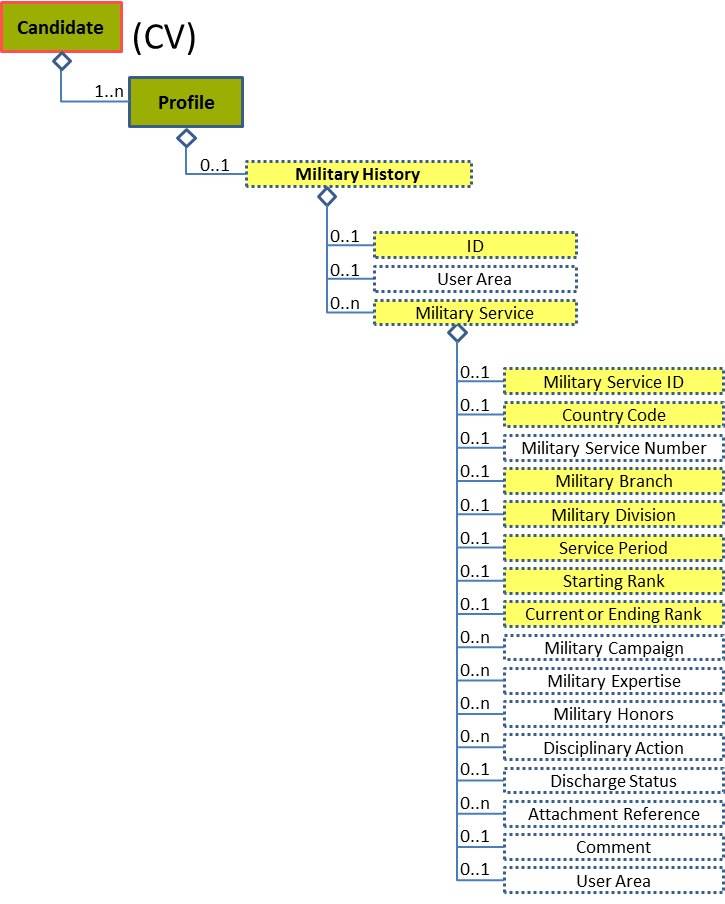 Candidate (CV)
1..n Profile
0..1 Military History
0..1 ID
0..1 User Area
0..n Military Service
0..1 Military Service ID
0..1 Country Code
0..1 Military Service Number
0..1 Military Branch
0..1 Military Division
0..1 Service Period
0..1 Starting Rank
0..1 Current or Ending Rank
0..n Military Campaign
0..n Military Expertise
0..n Military Honors
0..n Disciplinary Action
0..1 Discharge Status
0..n Attachment Reference
0..1 Comment
0..1 User Area